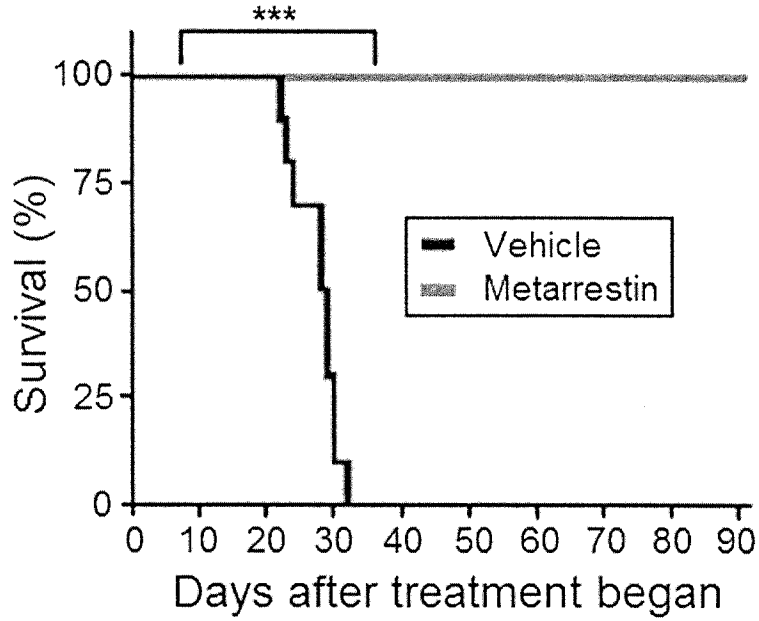 ***
100
75
50
25
0
Survival (%)
Vehicle
Metarrestin
0 10 20 30 40 50 60 70 80 90
Days after treatment began